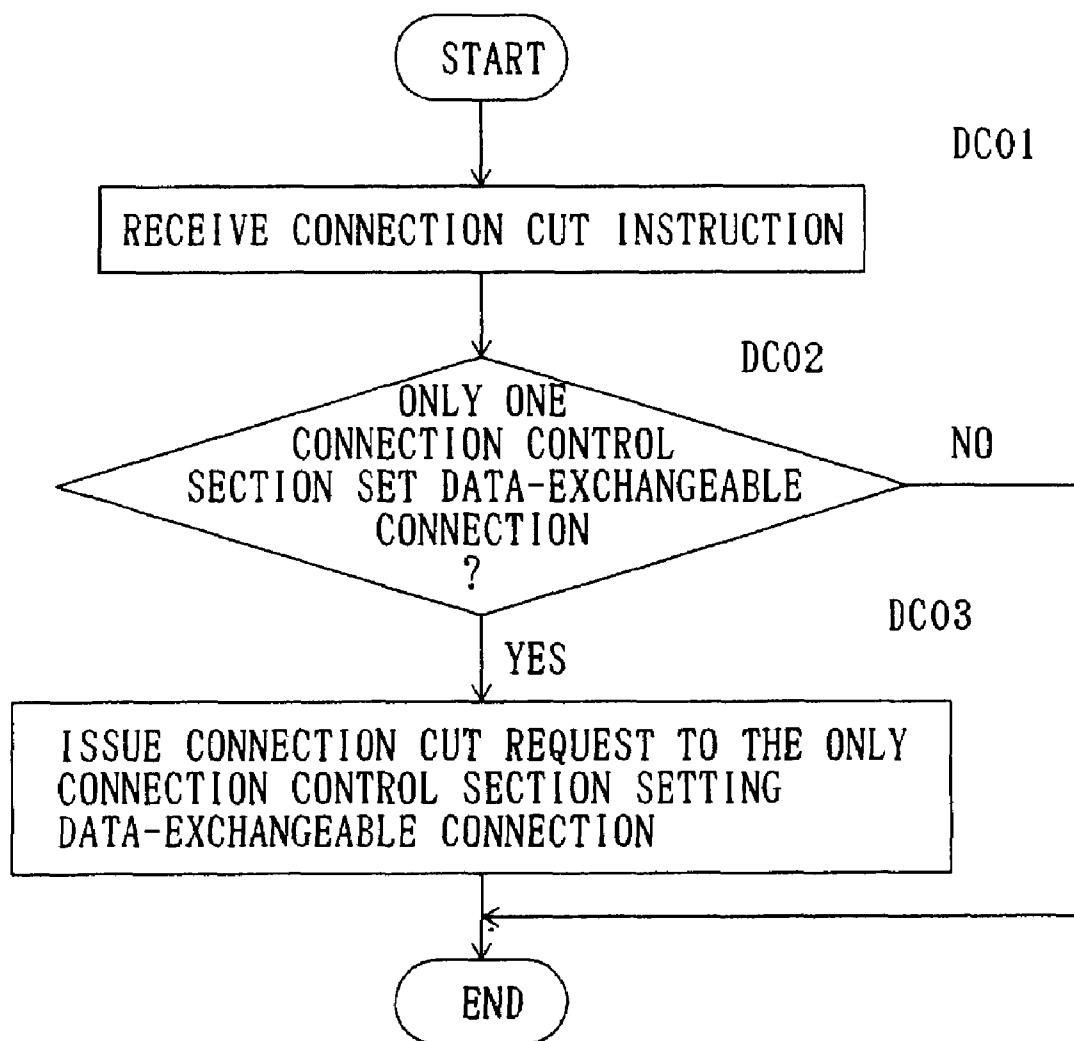 START
DC01
RECEIVE CONNECTION CUT INSTRUCTION
DC02
ONLY ONE
CONNECTION CONTROL
SECTION SET DATA-EXCHANGEABLE
CONNECTION
?
NO
DC03
YES
ISSUE CONNECTION CUT REQUEST TO THE ONLY
CONNECTION CONTROL SECTION SETTING
DATA-EXCHANGEABLE CONNECTION
END